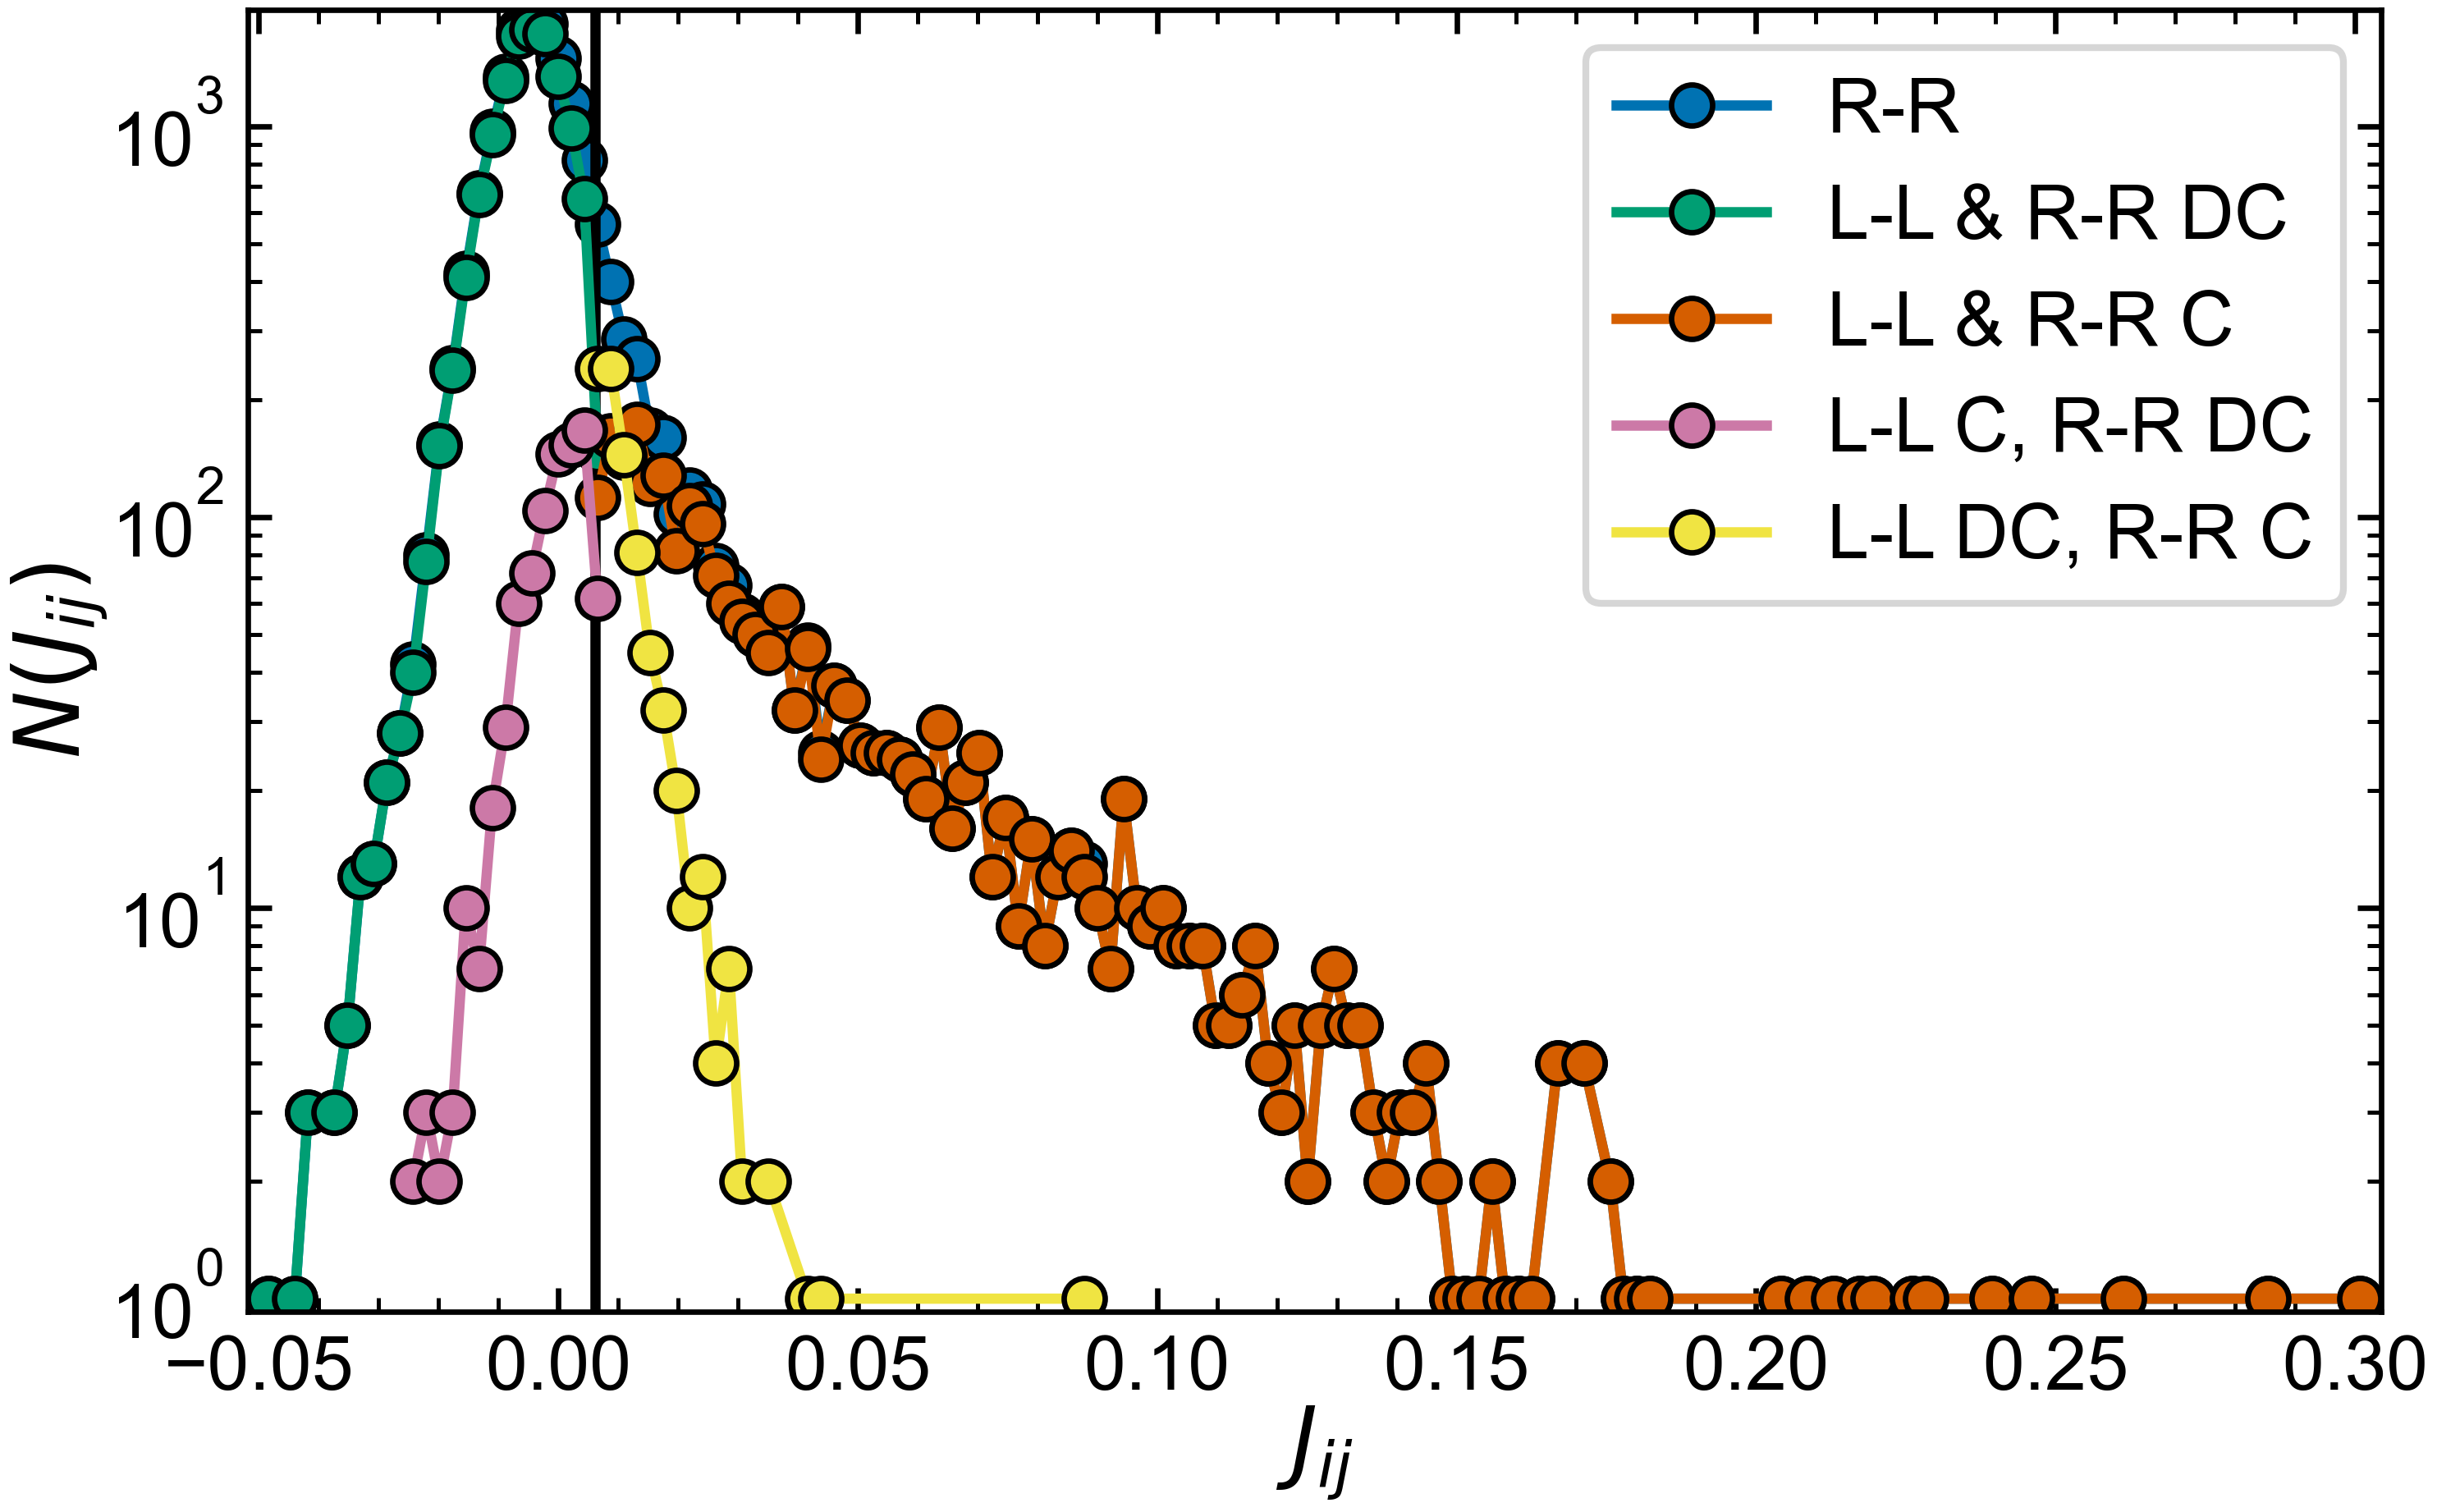 R-R
L-L & R-R DC
L-L & R-R C
L-L C, R-R DC
L-L DC, R-R C
10³
10²
10¹
10⁰
N(J_ij)
−0.05 0.00 0.05 0.10 0.15 0.20 0.25 0.30
J_ij